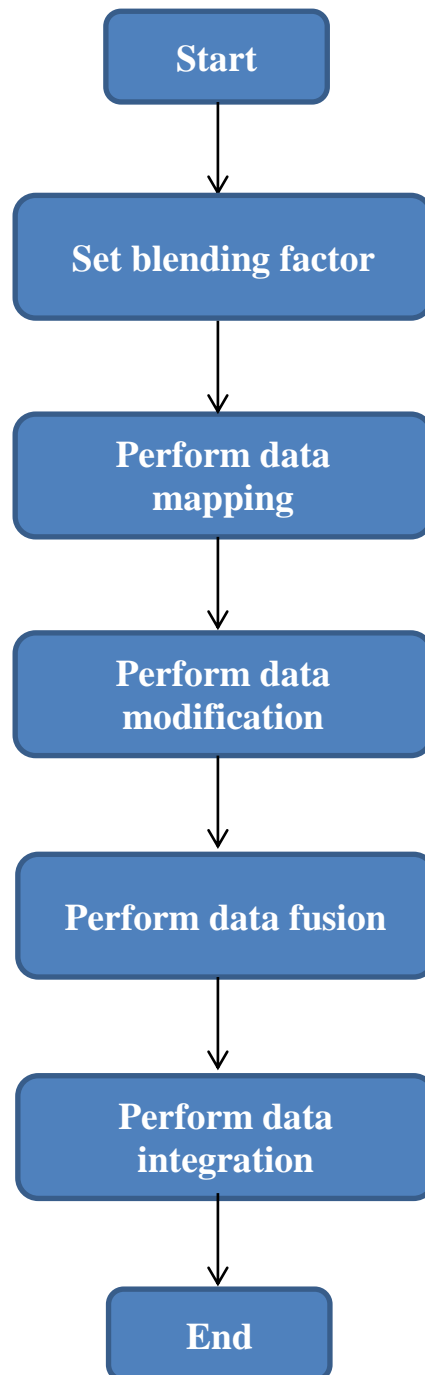 Start
Set blending factor
Perform data
mapping
Perform data
modification
Perform data fusion
Perform data
integration
End